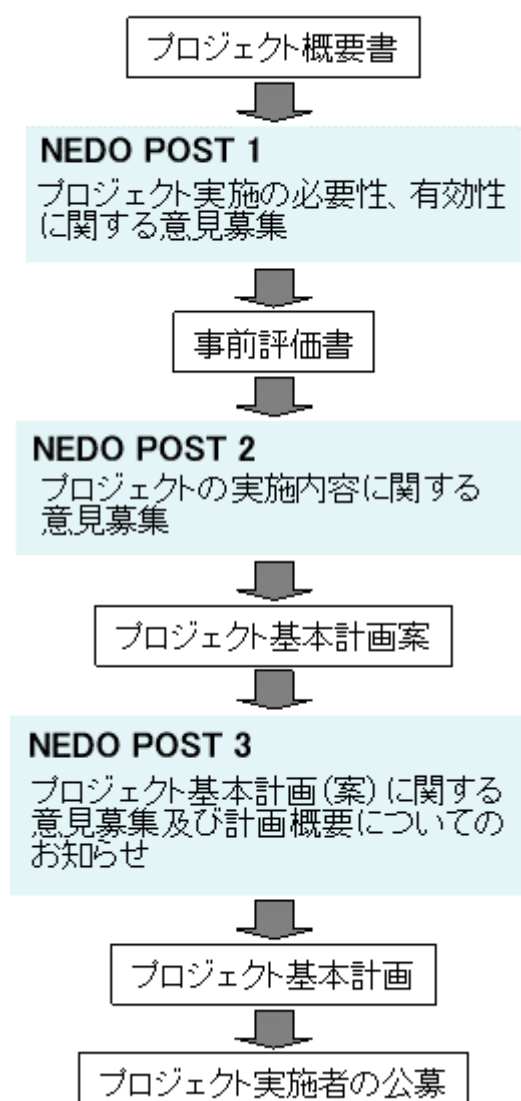 プロジェクト概要書
NEDO POST 1
プロジェクト実施の必要性、有効性
に関する意見募集
事前評価書
NEDO POST 2
プロジェクトの実施内容に関する
意見募集
プロジェクト基本計画案
NEDO POST 3
プロジェクト基本計画(案)に関する
意見募集及び計画概要についての
お知らせ
プロジェクト基本計画
プロジェクト実施者の公募